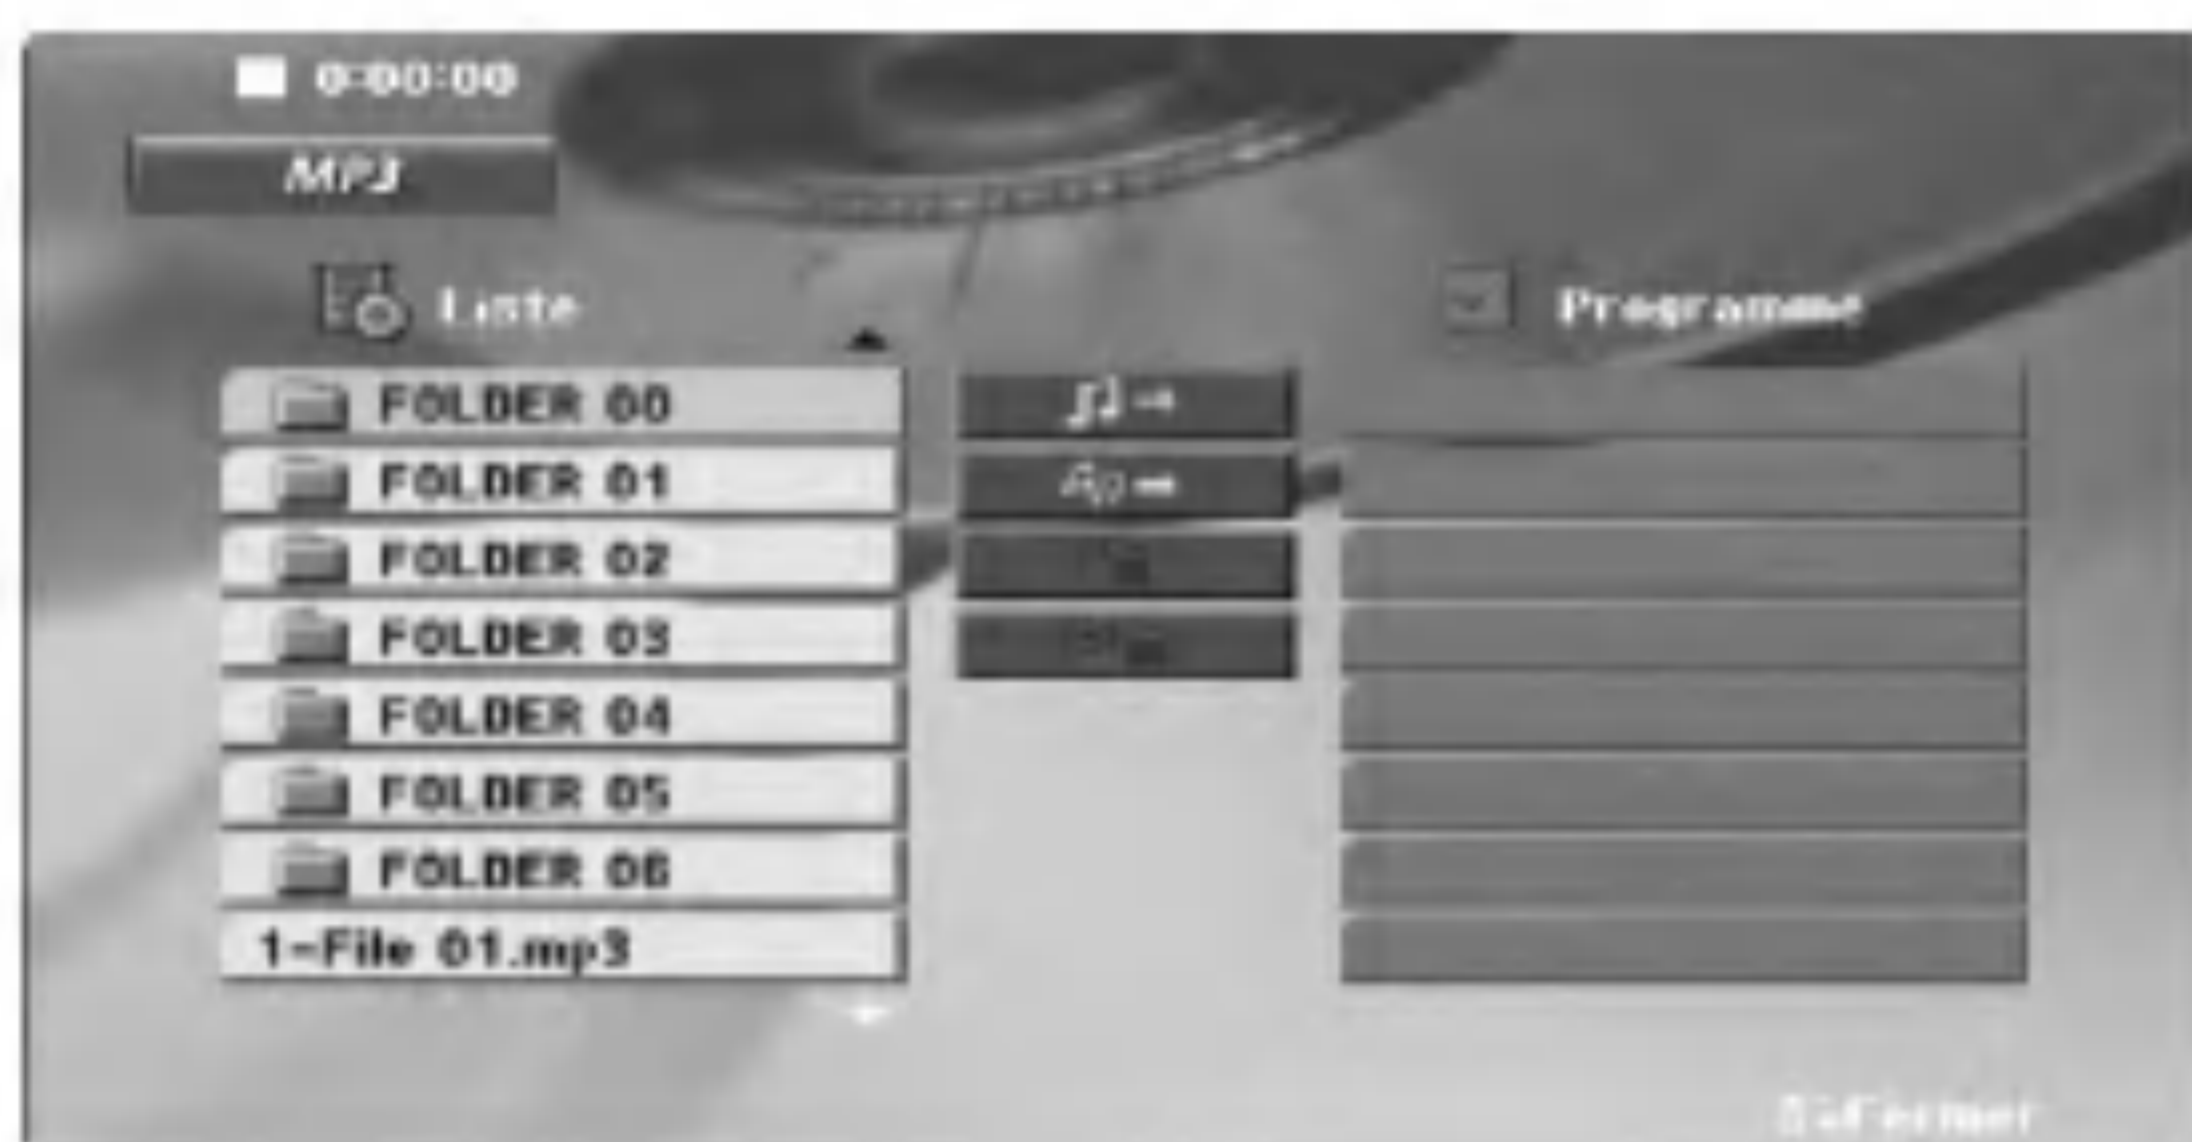 0:00:00
MP3
Liste
Programme
FOLDER 00
FOLDER 01
FOLDER 02
FOLDER 03
FOLDER 04
FOLDER 05
FOLDER 06
1-File 01.mp3
Fermer